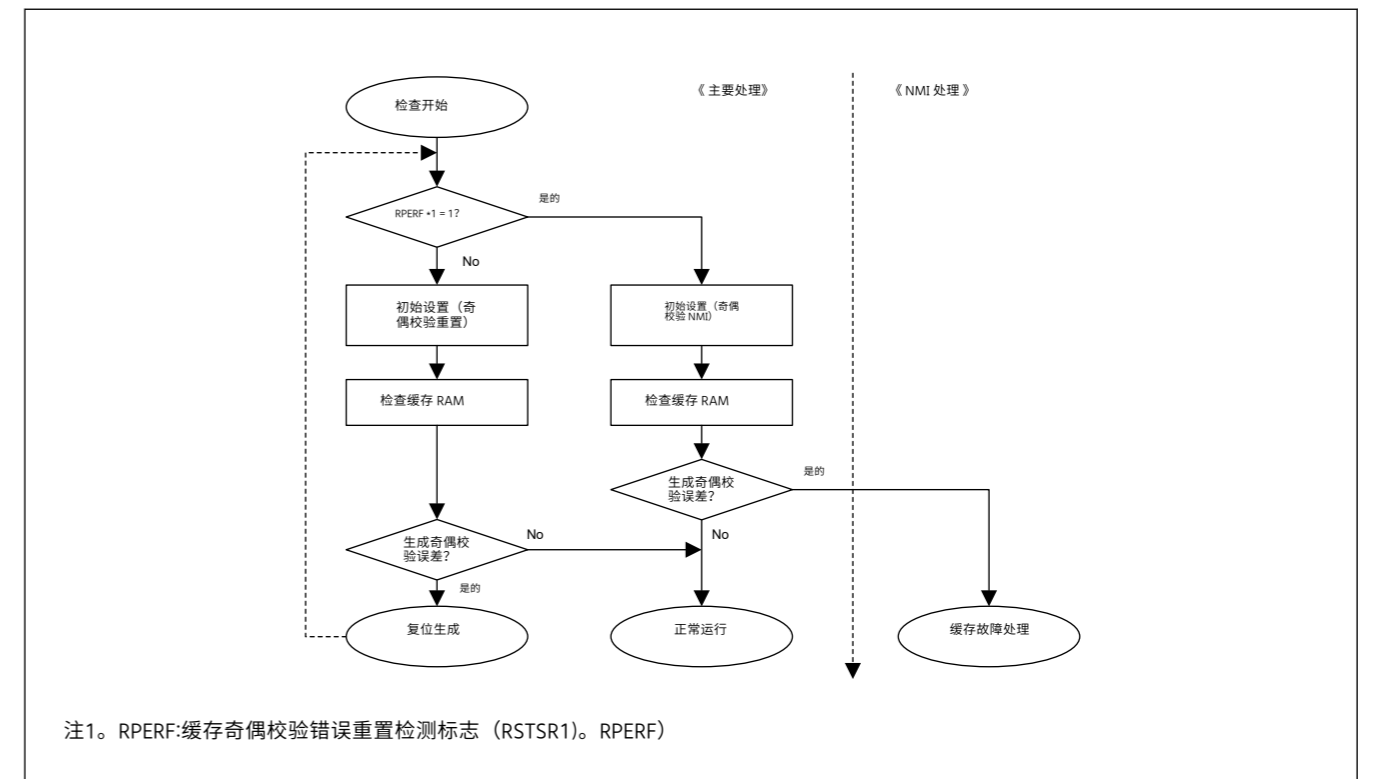 《 主要处理》
《 NMI 处理 》
检查开始
是的
RPERF *1 = 1?
No
初始设置（奇
偶校验重置）
初始设置（奇偶
校验 NMI）
检查缓存 RAM
检查缓存 RAM
是的
生成奇偶校
验误差?
No
No
生成奇偶校
验误差?
是的
复位生成
正常运行
缓存故障处理
注1。RPERF:缓存奇偶校验错误重置检测标志（RSTSR1)。RPERF）